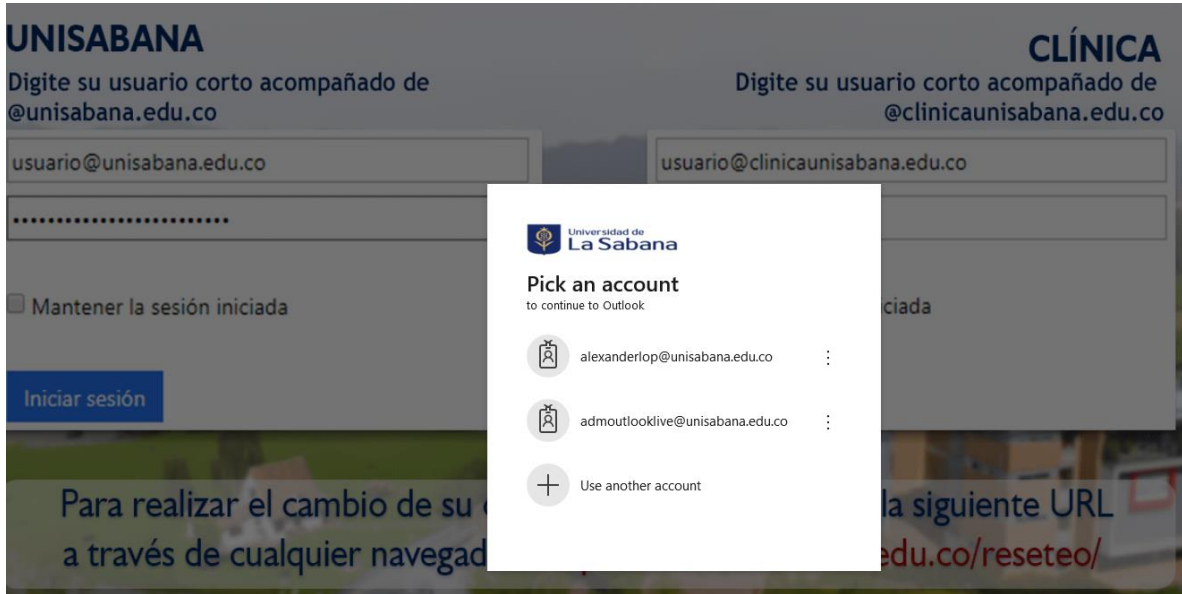 UNISABANA
Digite su usuario corto acompañado de
@unisabana.edu.co
usuario@unisabana.edu.co
Mantener la sesión iniciada
Iniciar sesión
CLÍNICA
Digite su usuario corto acompañado de
@clinicaunisabana.edu.co
usuario@clinicaunisabana.edu.co
ciada
Universidad de
La Sabana
Pick an account
to continue to Outlook
alexanderlop@unisabana.edu.co
admoutlooklive@unisabana.edu.co
Use another account
Para realizar el cambio de su la siguiente URL
a través de cualquier navegad edu.co/reseteo/